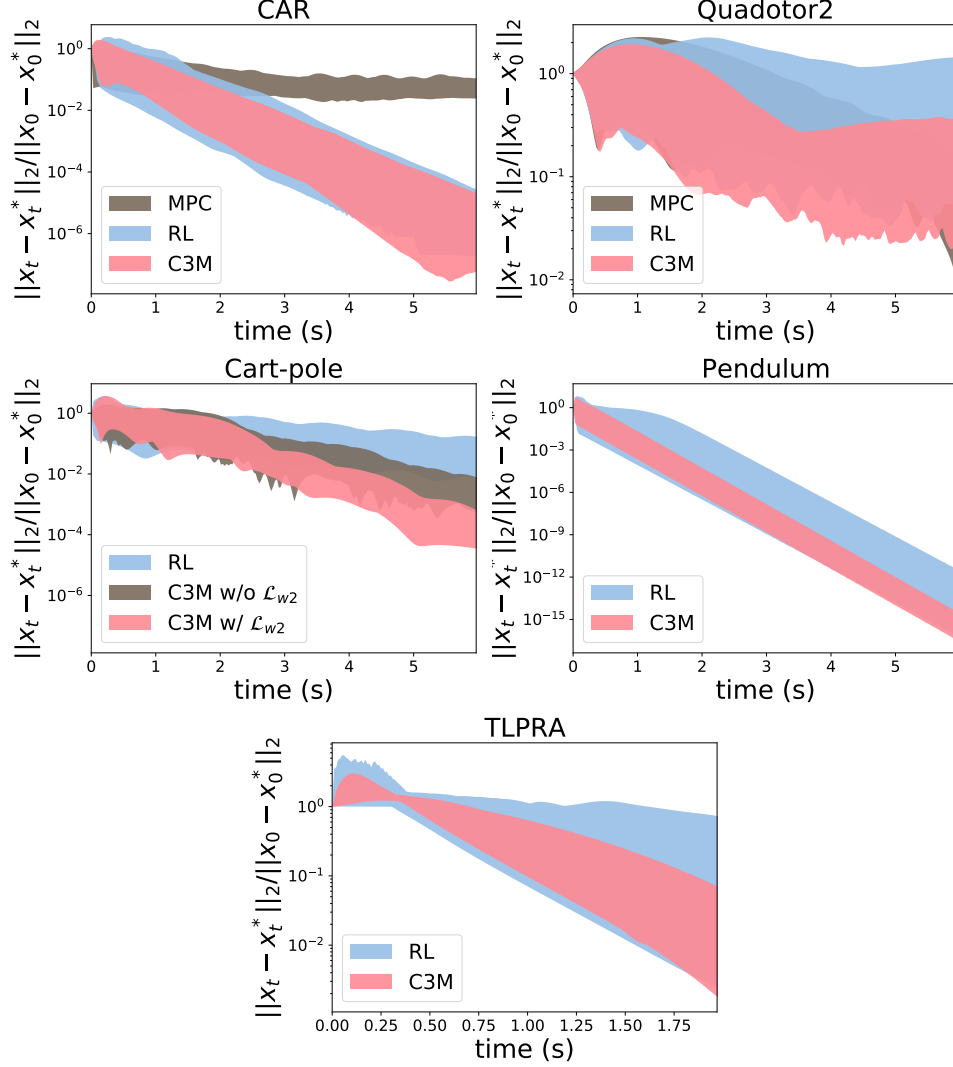 CAR
||x_t − x_t^*||_2/||x_0 − x_0^*||_2
10^0
10^−2
10^−4
10^−6
MPC
RL
C3M
0 1 2 3 4 5
time (s)
Quadotor2
||x_t − x_t^*||_2/||x_0 − x_0^*||_2
10^0
10^−1
10^−2
MPC
RL
C3M
0 1 2 3 4 5
time (s)
Cart-pole
||x_t − x_t^*||_2/||x_0 − x_0^*||_2
10^0
10^−2
10^−4
10^−6
RL
C3M w/o ℒ_w2
C3M w/ ℒ_w2
0 1 2 3 4 5
time (s)
Pendulum
||x_t − x_t^*||_2/||x_0 − x_0^*||_2
10^0
10^−3
10^−6
10^−9
10^−12
10^−15
RL
C3M
0 1 2 3 4 5
time (s)
TLPRA
||x_t − x_t^*||_2/||x_0 − x_0^*||_2
10^0
10^−1
10^−2
RL
C3M
0.00 0.25 0.50 0.75 1.00 1.25 1.50 1.75
time (s)